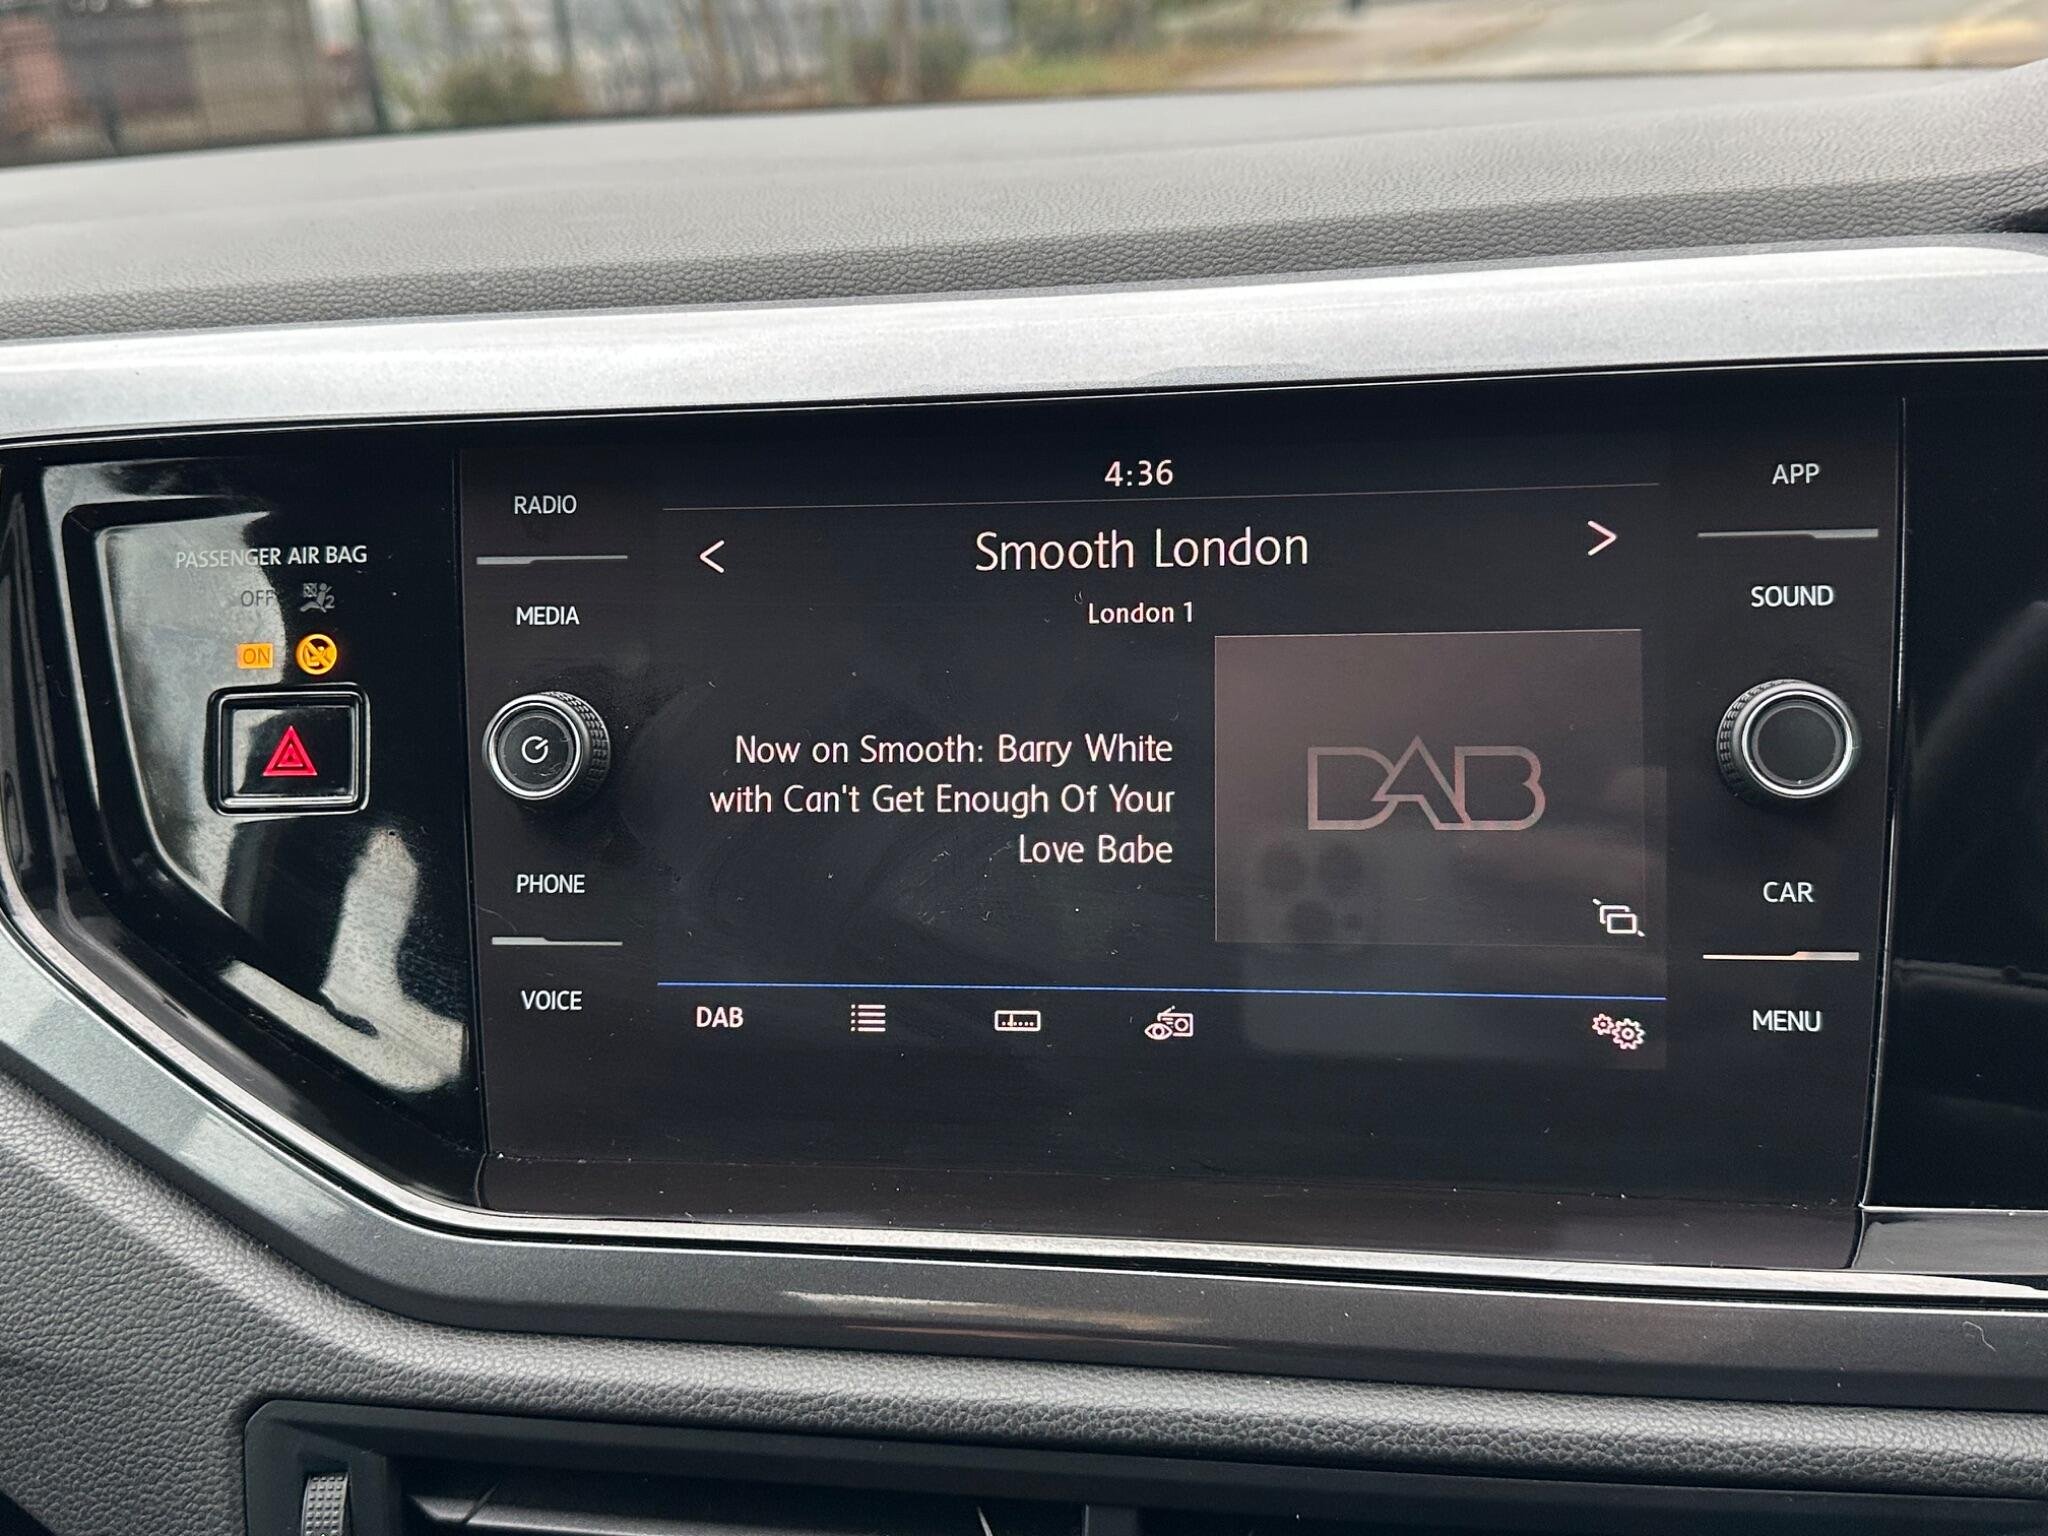 4:36
RADIO
APP
Smooth London
PASSENGER AIR BAG
OFF
2
London 1
MEDIA
SOUND
ON
Now on Smooth: Barry White
with Can't Get Enough Of Your
Love Babe
DAB
PHONE
CAR
VOICE
DAB
MENU